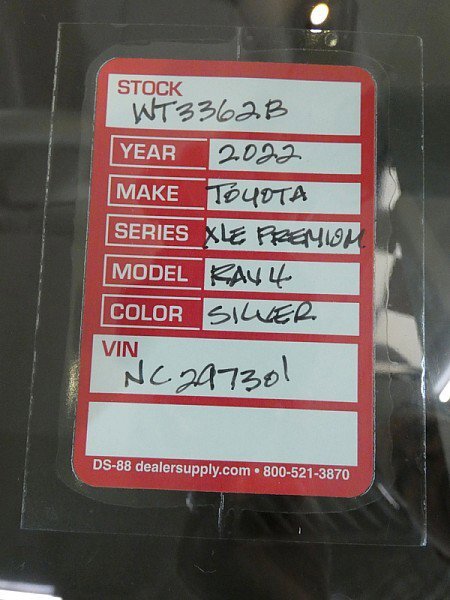 STOCK
WT3362B
YEAR 2022
MAKE TOYOTA
SERIES XLE PREMIUM
MODEL RAV4
COLOR SILVER
VIN
NC297301
DS-88 dealersupply.com • 800-521-3870